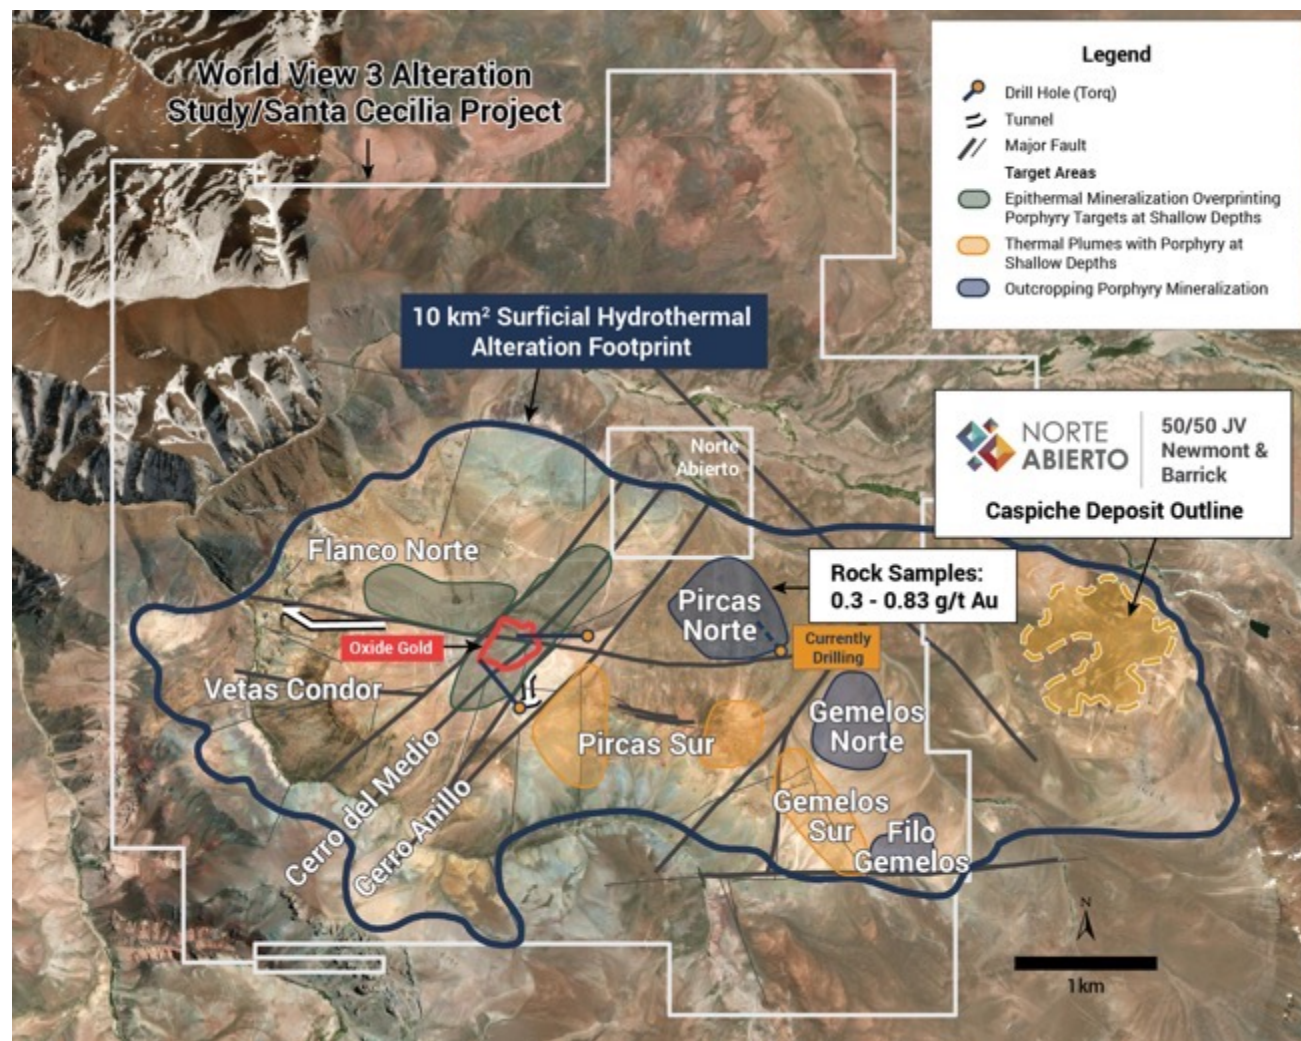 World View 3 Alteration
Study/Santa Cecilia Project
Legend
Drill Hole (Torq)
Tunnel
Major Fault
Target Areas
Epithermal Mineralization Overprinting
Porphyry Targets at Shallow Depths
Thermal Plumes with Porphyry at
Shallow Depths
Outcropping Porphyry Mineralization
10 km² Surficial Hydrothermal
Alteration Footprint
NORTE
ABIERTO
50/50 JV
Newmont &
Barrick
Caspiche Deposit Outline
Norte
Abierto
Flanco Norte
Rock Samples:
0.3 - 0.83 g/t Au
Pircas
Norte
Oxide Gold
Currently
Drilling
Vetas Condor
Pircas Sur
Gemelos
Norte
Cerro del Medio
Cerro Anillo
Gemelos
Sur
Filo
Gemelos
N
1km